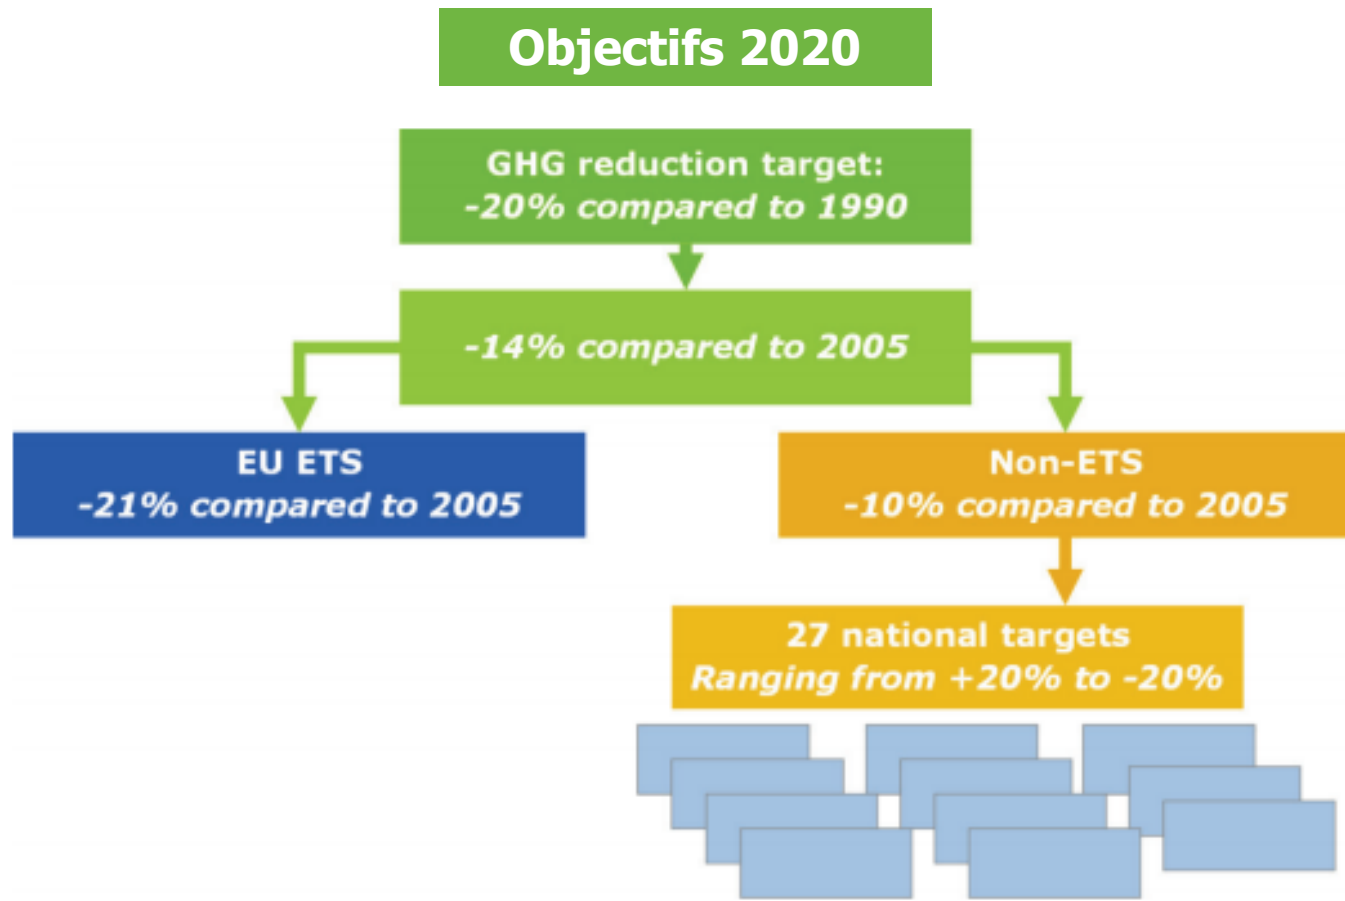 Objectifs 2020
GHG reduction target:
-20% compared to 1990
-14% compared to 2005
EU ETS
-21% compared to 2005
Non-ETS
-10% compared to 2005
27 national targets
Ranging from +20% to -20%